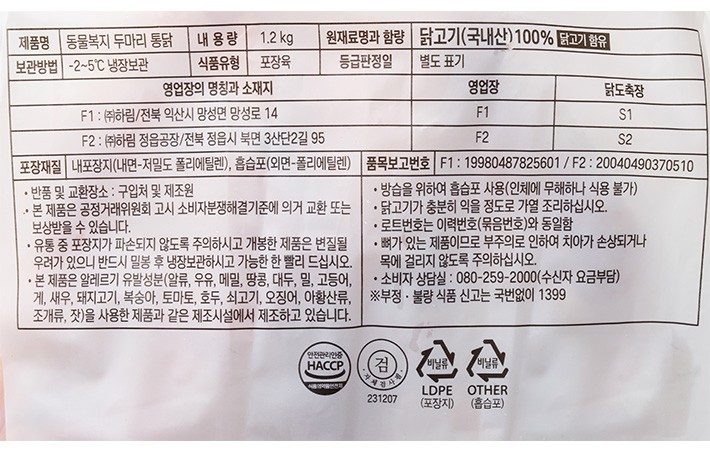 제품명 동물복지 두마리 통닭 내 용 량 1.2 kg 원재료명과 함량 닭고기(국내산)100% 닭고기 함유
보관방법 -2~5℃ 냉장보관 식품유형 포장육 등급판정일 별도 표기
영업장의 명칭과 소재지 영업장 닭도축장
F1 : ㈜하림/전북 익산시 망성면 망성로 14 F1 S1
F2 : ㈜하림 정읍공장/전북 정읍시 북면 3산단2길 95 F2 S2
포장재질 내포장지(내면-저밀도 폴리에틸렌), 흡습포(외면-폴리에틸렌) 품목보고번호 F1 : 19980487825601 / F2 : 20040490370510
· 반품 및 교환장소 : 구입처 및 제조원
· 본 제품은 공정거래위원회 고시 소비자분쟁해결기준에 의거 교환 또는
보상받을 수 있습니다.
· 유통 중 포장지가 파손되지 않도록 주의하시고 개봉한 제품은 변질될
우려가 있으니 반드시 밀봉 후 냉장보관하시고 가능한 한 빨리 드십시오.
· 본 제품은 알레르기 유발성분(알류, 우유, 메밀, 땅콩, 대두, 밀, 고등어,
게, 새우, 돼지고기, 복숭아, 토마토, 호두, 쇠고기, 오징어, 아황산류,
조개류, 잣)을 사용한 제품과 같은 제조시설에서 제조하고 있습니다.
· 방습을 위하여 흡습포 사용(인체에 무해하나 식용 불가)
· 닭고기가 충분히 익을 정도로 가열 조리하십시오.
· 로트번호는 이력번호(묶음번호)와 동일함
· 뼈가 있는 제품이므로 부주의로 인하여 치아가 손상되거나
목에 걸리지 않도록 주의하십시오.
· 소비자 상담실 : 080-259-2000(수신자 요금부담)
※부정 · 불량 식품 신고는 국번없이 1399
안전관리인증
HACCP
검
231207
비닐류
LDPE
(포장지)
비닐류
OTHER
(흡습포)